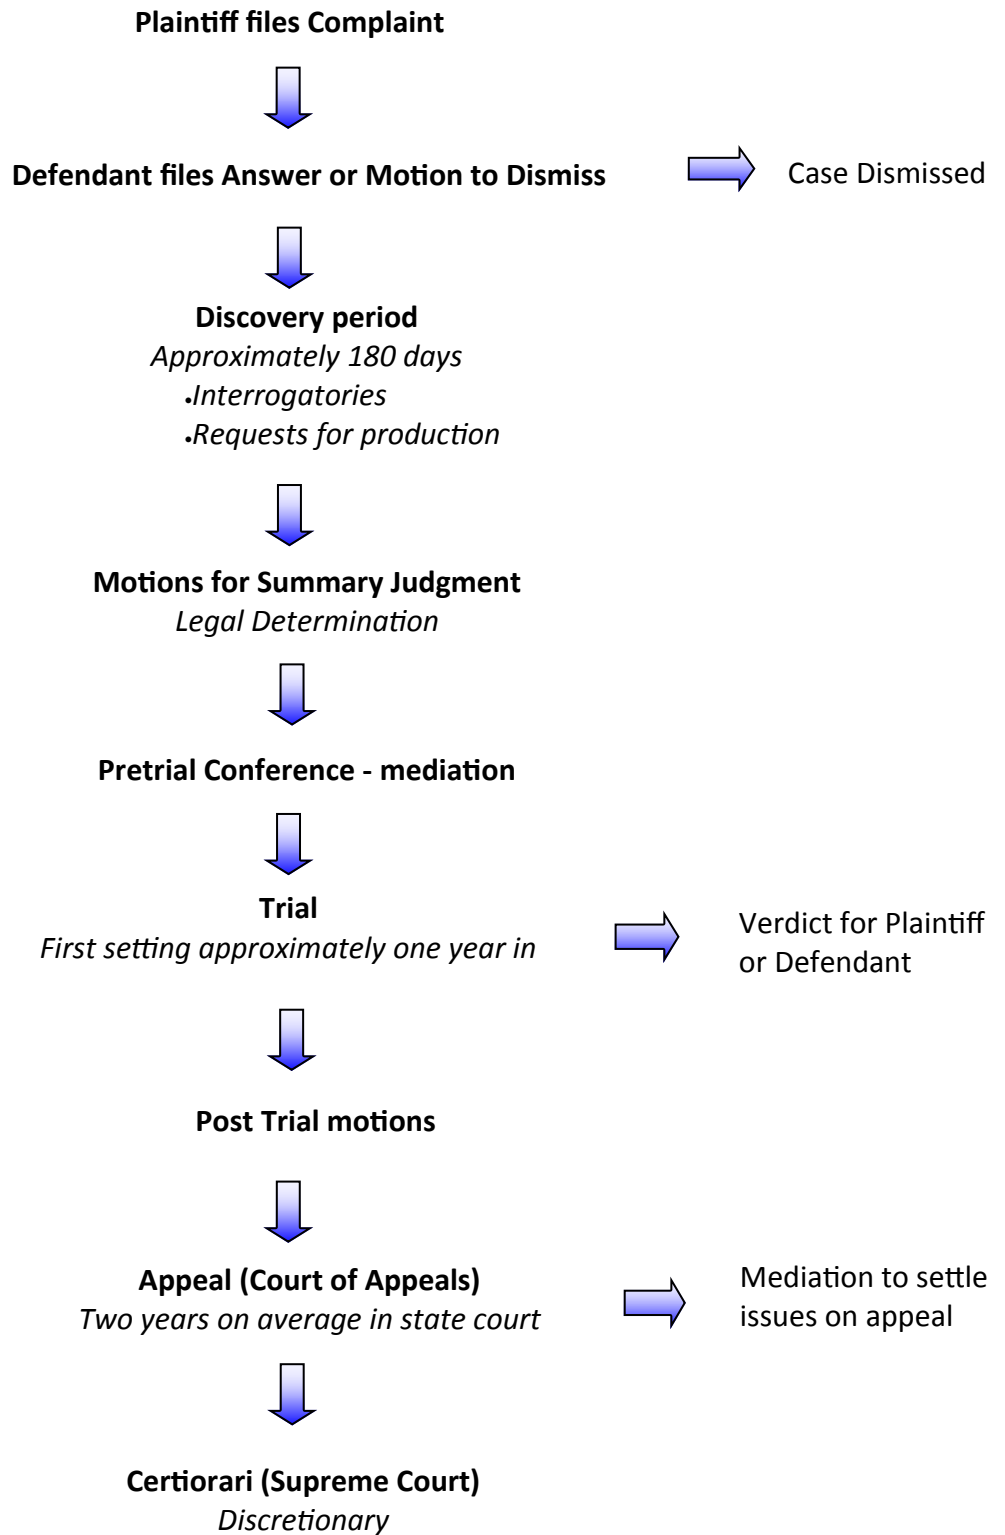 Plaintiff files Complaint
Defendant files Answer or Motion to Dismiss
Case Dismissed
Discovery period
Approximately 180 days
•Interrogatories
•Requests for production
Motions for Summary Judgment
Legal Determination
Pretrial Conference - mediation
Trial
First setting approximately one year in
Verdict for Plaintiff
or Defendant
Post Trial motions
Appeal (Court of Appeals)
Two years on average in state court
Mediation to settle
issues on appeal
Certiorari (Supreme Court)
Discretionary